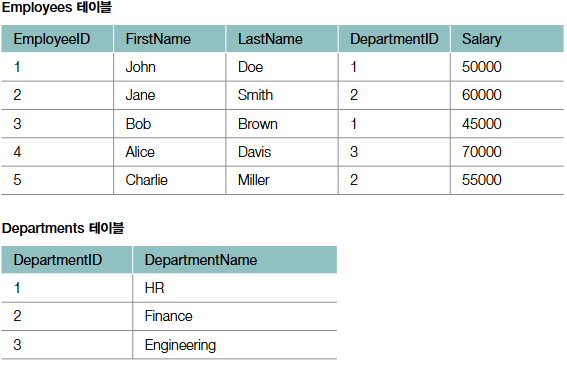 Employees 테이블
EmployeeID FirstName LastName DepartmentID Salary
1 John Doe 1 50000
2 Jane Smith 2 60000
3 Bob Brown 1 45000
4 Alice Davis 3 70000
5 Charlie Miller 2 55000
Departments 테이블
DepartmentID DepartmentName
1 HR
2 Finance
3 Engineering